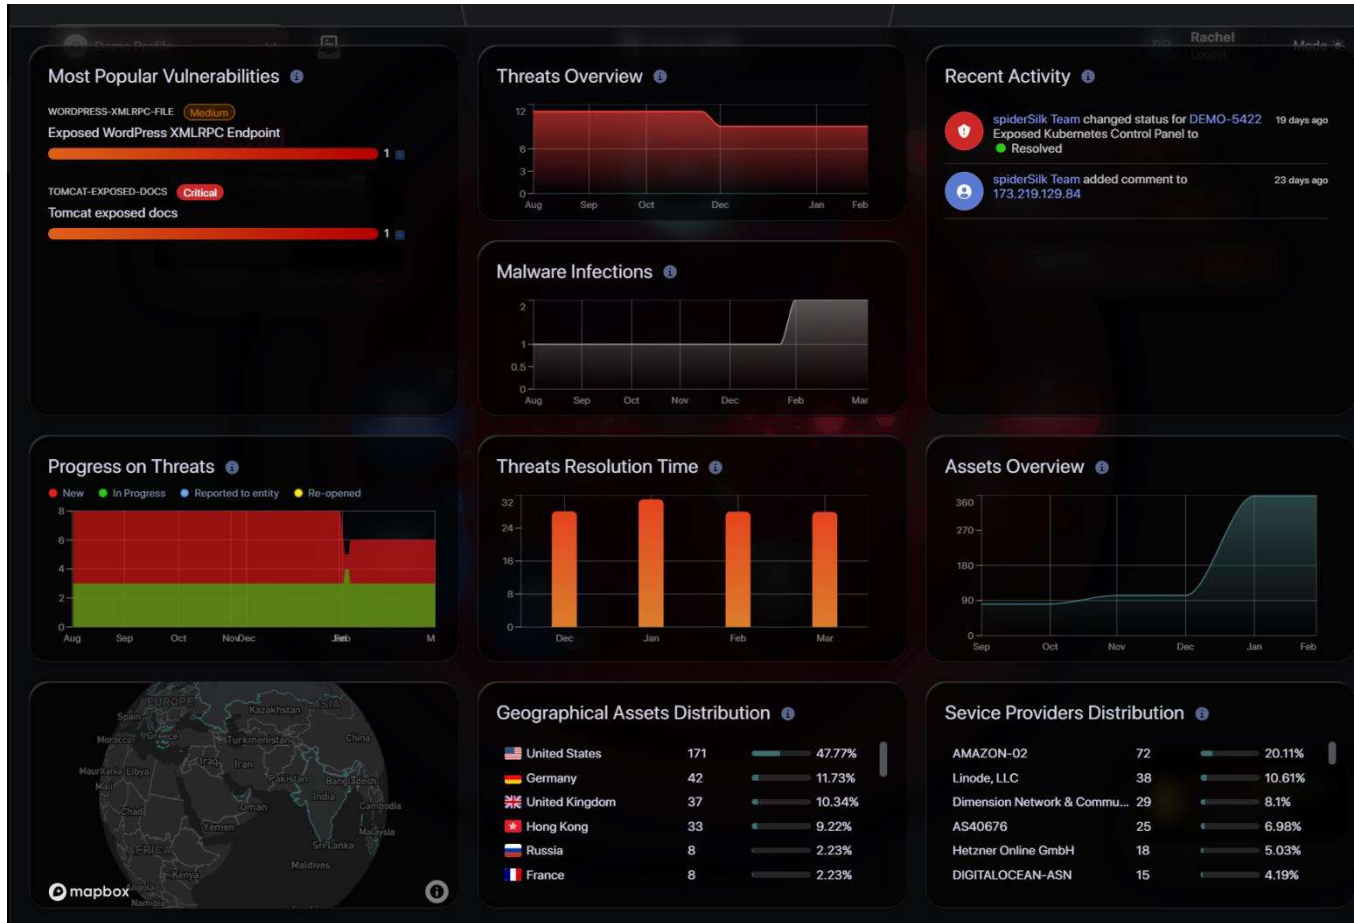 Demo Profile
Rachel
Logout
Mode
Most Popular Vulnerabilities
WORDPRESS-XMLRPC-FILE Medium
Exposed WordPress XMLRPC Endpoint
1
TOMCAT-EXPOSED-DOCS Critical
Tomcat exposed docs
1
Threats Overview
12
6
3
0
Aug Sep Oct Dec Jan Feb
Malware Infections
2
1
0.5
0
Aug Sep Oct Nov Dec Feb Mar
Recent Activity
spiderSilk Team changed status for DEMO-5422 19 days ago
Exposed Kubernetes Control Panel to
Resolved
spiderSilk Team added comment to 23 days ago
173.219.129.84
Progress on Threats
New In Progress Reported to entity Re-opened
8
6
4
2
0
Aug Sep Oct Nov Dec Feb M
Threats Resolution Time
32
24
16
8
0
Dec Jan Feb Mar
Assets Overview
360
270
180
90
0
Sep Oct Nov Dec Jan Feb
EUROPE
ASIA
Kazakhstan
Spain
Morocco Greece Turkmenistan China
Iraq Iran
Mauritania Libya Pakistan Bangladesh
Mali India
Chad Oman Cambodia
Yemen
Malaysia
AFRICA Sri Lanka
Maldives
Kenya
Angola
Namibia
mapbox
Geographical Assets Distribution
United States 171 47.77%
Germany 42 11.73%
United Kingdom 37 10.34%
Hong Kong 33 9.22%
Russia 8 2.23%
France 8 2.23%
Sevice Providers Distribution
AMAZON-02 72 20.11%
Linode, LLC 38 10.61%
Dimension Network & Commu... 29 8.1%
AS40676 25 6.98%
Hetzner Online GmbH 18 5.03%
DIGITALOCEAN-ASN 15 4.19%